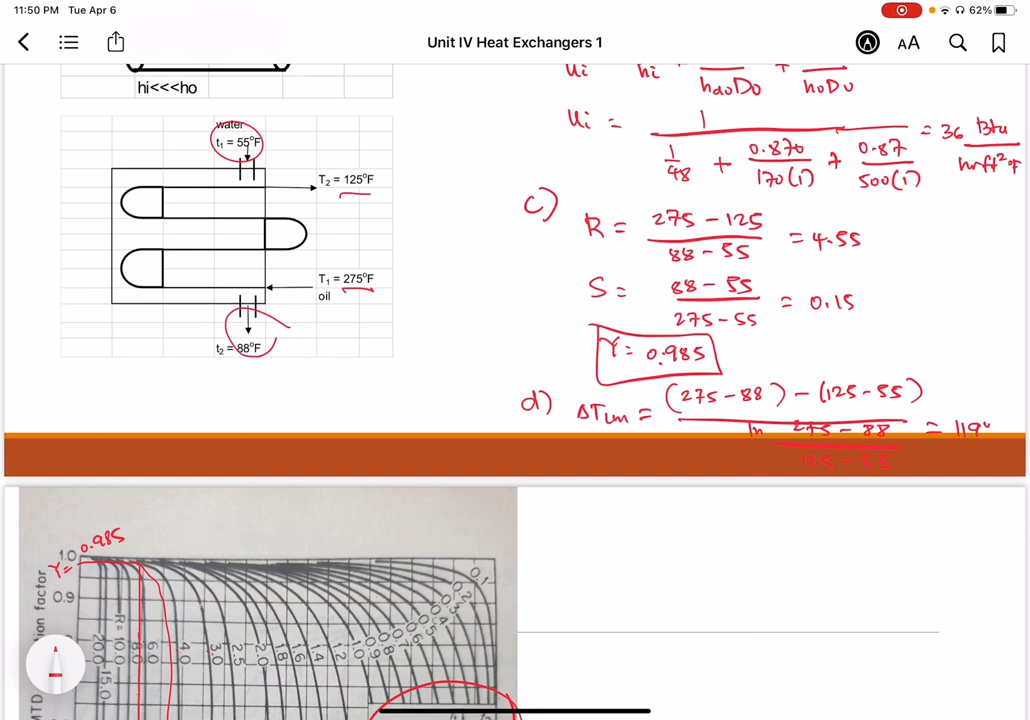 11:50 PM Tue Apr 6
62%
Unit IV Heat Exchangers 1
AA
hi<<<ho
water
t₁ = 55°F
T₂ = 125°F
T₁ = 275°F
oil
t₂ = 88°F
Ui hi + haoDo + hoDo
Ui = 1 / (1/48 + 0.870/170(1) + 0.87/500(1)) = 36 Btu/hr ft² °F
c)
R = (275 - 125)/(88 - 55) = 4.55
S = (88 - 55)/(275 - 55) = 0.15
Y = 0.985
d) ΔTlm = ((275 - 88) - (125 - 55)) / ln (275 - 88)/(125 - 55) = 119°
0.985
Y =
1.0
0.9
MTD
tion factor
20.0
15.0
R = 10.0
8.0
6.0
4.0
3.0
2.5
2.0
1.8
1.6
1.4
1.2
1.0
0.9
0.8
0.7
0.6
0.5
0.4
0.3
0.2
0.1